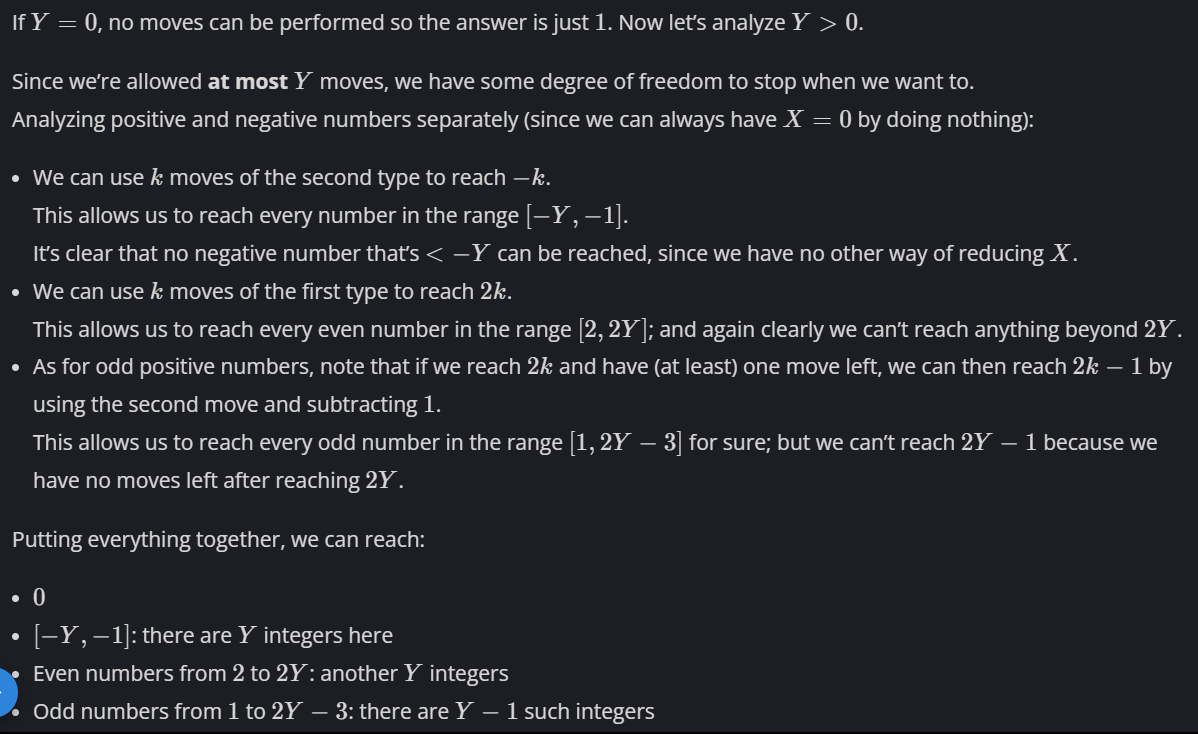 If Y = 0, no moves can be performed so the answer is just 1. Now let's analyze Y > 0.
Since we're allowed at most Y moves, we have some degree of freedom to stop when we want to.
Analyzing positive and negative numbers separately (since we can always have X = 0 by doing nothing):
• We can use k moves of the second type to reach −k.
This allows us to reach every number in the range [−Y, −1].
It's clear that no negative number that's < −Y can be reached, since we have no other way of reducing X.
• We can use k moves of the first type to reach 2k.
This allows us to reach every even number in the range [2, 2Y]; and again clearly we can't reach anything beyond 2Y.
• As for odd positive numbers, note that if we reach 2k and have (at least) one move left, we can then reach 2k − 1 by
using the second move and subtracting 1.
This allows us to reach every odd number in the range [1, 2Y − 3] for sure; but we can't reach 2Y − 1 because we
have no moves left after reaching 2Y.
Putting everything together, we can reach:
• 0
• [−Y, −1]: there are Y integers here
• Even numbers from 2 to 2Y: another Y integers
• Odd numbers from 1 to 2Y − 3: there are Y − 1 such integers